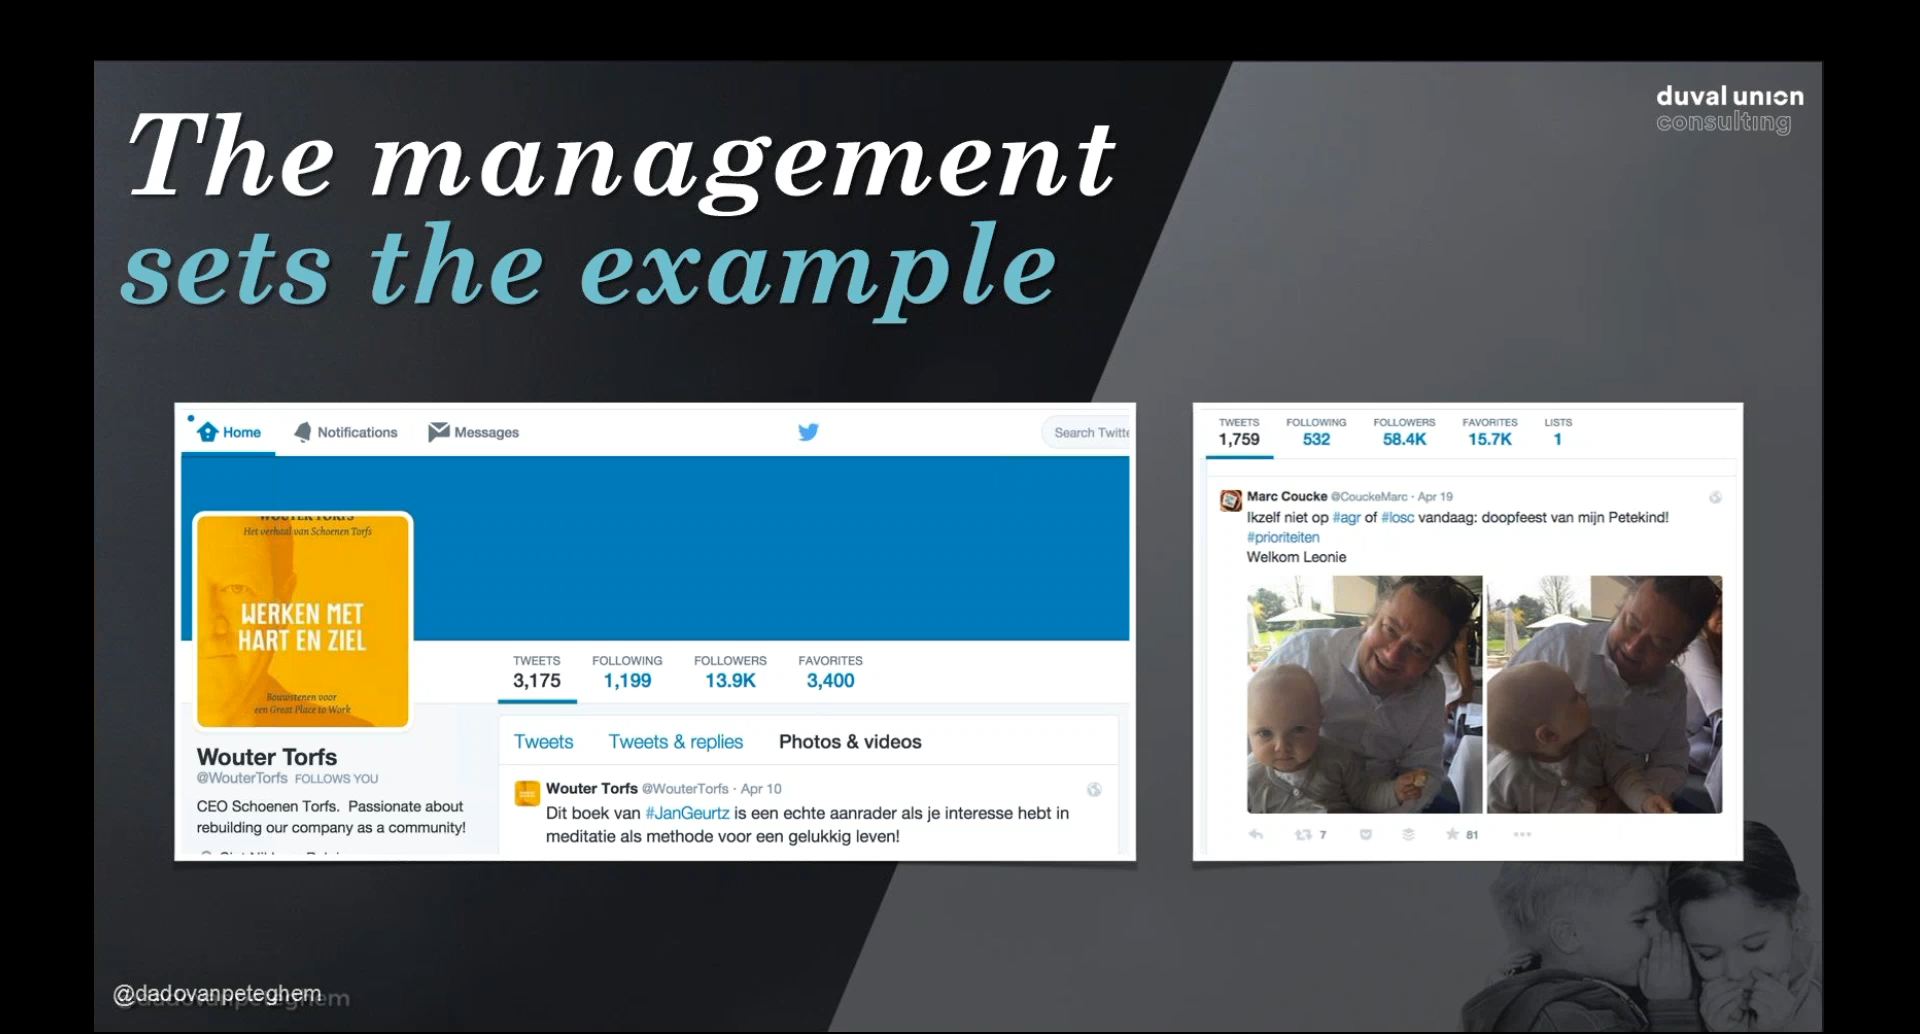 The management
sets the example
duval union
consulting
Home
Notifications
Messages
Search Twitte
WOUTER TORFS
Het verhaal van Schoenen Torfs
WERKEN MET
HART EN ZIEL
Bouwstenen voor
een Great Place to Work
TWEETS FOLLOWING FOLLOWERS FAVORITES
3,175 1,199 13.9K 3,400
Wouter Torfs
@WouterTorfs FOLLOWS YOU
CEO Schoenen Torfs. Passionate about
rebuilding our company as a community!
Tweets Tweets & replies Photos & videos
Wouter Torfs @WouterTorfs · Apr 10
Dit boek van #JanGeurtz is een echte aanrader als je interesse hebt in
meditatie als methode voor een gelukkig leven!
TWEETS FOLLOWING FOLLOWERS FAVORITES LISTS
1,759 532 58.4K 15.7K 1
Marc Coucke @CouckeMarc · Apr 19
Ikzelf niet op #agr of #losc vandaag: doopfeest van mijn Petekind!
#prioriteiten
Welkom Leonie
7 81
@dadovanpeteghem